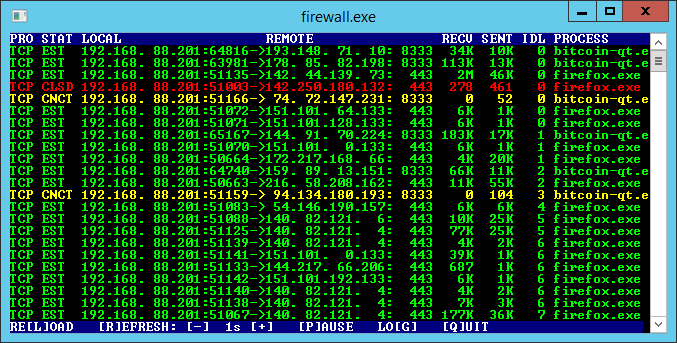 firewall.exe
PRO STAT LOCAL REMOTE RECV SENT IDL PROCESS
TCP EST 192.168. 88.201:64816->193.148. 71. 10: 8333 34K 10K 0 bitcoin-qt.e
TCP EST 192.168. 88.201:63981->178. 85. 82.198: 8333 113K 13K 0 bitcoin-qt.e
TCP EST 192.168. 88.201:51135->142. 44.139. 73: 443 2M 46K 0 firefox.exe
TCP CLSD 192.168. 88.201:51003->142.250.180.132: 443 278 461 0 firefox.exe
TCP CNCT 192.168. 88.201:51166-> 74. 72.147.231: 8333 0 52 0 bitcoin-qt.e
TCP EST 192.168. 88.201:51072->151.101. 64.133: 443 6K 1K 0 firefox.exe
TCP EST 192.168. 88.201:51071->151.101.128.133: 443 6K 1K 0 firefox.exe
TCP EST 192.168. 88.201:65167->144. 91. 70.224: 8333 183K 17K 1 bitcoin-qt.e
TCP EST 192.168. 88.201:51070->151.101. 0.133: 443 6K 1K 1 firefox.exe
TCP EST 192.168. 88.201:50664->172.217.168. 66: 443 4K 20K 1 firefox.exe
TCP EST 192.168. 88.201:64740->159. 89. 13.151: 8333 66K 11K 2 bitcoin-qt.e
TCP EST 192.168. 88.201:50663->216. 58.208.163: 443 11K 55K 2 firefox.exe
TCP CNCT 192.168. 88.201:51159-> 94.134.180.193: 8333 0 104 3 bitcoin-qt.e
TCP EST 192.168. 88.201:51083-> 54.146.190.157: 443 6K 6K 4 firefox.exe
TCP EST 192.168. 88.201:51088->140. 82.121. 6: 443 10K 25K 5 firefox.exe
TCP EST 192.168. 88.201:51125->140. 82.121. 4: 443 77K 25K 5 firefox.exe
TCP EST 192.168. 88.201:51139->140. 82.121. 4: 443 4K 2K 6 firefox.exe
TCP EST 192.168. 88.201:51141->151.101. 0.133: 443 39K 1K 6 firefox.exe
TCP EST 192.168. 88.201:51133->144.217. 66.206: 443 687 1K 6 firefox.exe
TCP EST 192.168. 88.201:51142->151.101.192.133: 443 6K 1K 6 firefox.exe
TCP EST 192.168. 88.201:51140->140. 82.121. 4: 443 4K 2K 6 firefox.exe
TCP EST 192.168. 88.201:51138->140. 82.121. 4: 443 7K 3K 6 firefox.exe
TCP EST 192.168. 88.201:51067->140. 82.121. 4: 443 177K 36K 7 firefox.exe
RE[L]OAD [R]EFRESH: [-] 1s [+] [P]AUSE LO[G] [Q]UIT